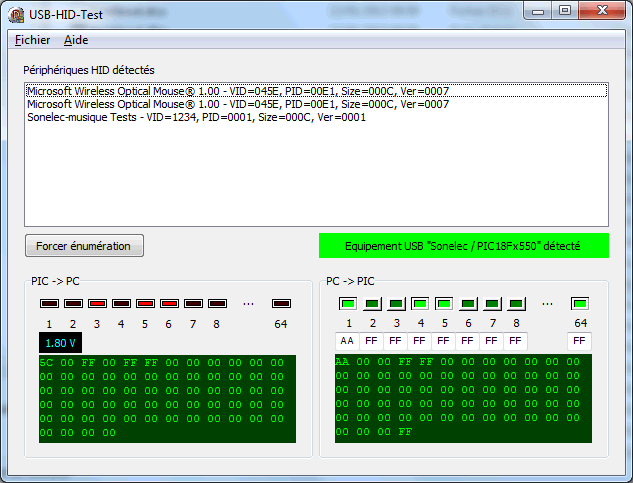 USB-HID-Test
Fichier Aide
Périphériques HID détectés
Microsoft Wireless Optical Mouse® 1.00 - VID=045E, PID=00E1, Size=000C, Ver=0007
Microsoft Wireless Optical Mouse® 1.00 - VID=045E, PID=00E1, Size=000C, Ver=0007
Sonelec-musique Tests - VID=1234, PID=0001, Size=000C, Ver=0001
Forcer énumération
Equipement USB "Sonelec / PIC18Fx550" détecté
PIC -> PC
...
1 2 3 4 5 6 7 8 64
1.80 V
5C 00 FF 00 FF FF 00 00 00 00 00 00
00 00 00 00 00 00 00 00 00 00 00 00
00 00 00 00 00 00 00 00 00 00 00 00
00 00 00 00 00 00 00 00 00 00 00 00
00 00 00 00 00 00 00 00 00 00 00 00
00 00 00 00
PC -> PIC
...
1 2 3 4 5 6 7 8 64
AA FF FF FF FF FF FF FF FF
AA 00 00 FF FF 00 00 00 00 00 00 00
00 00 00 00 00 00 00 00 00 00 00 00
00 00 00 00 00 00 00 00 00 00 00 00
00 00 00 00 00 00 00 00 00 00 00 00
00 00 00 00 00 00 00 00 00 00 00 00
00 00 00 FF